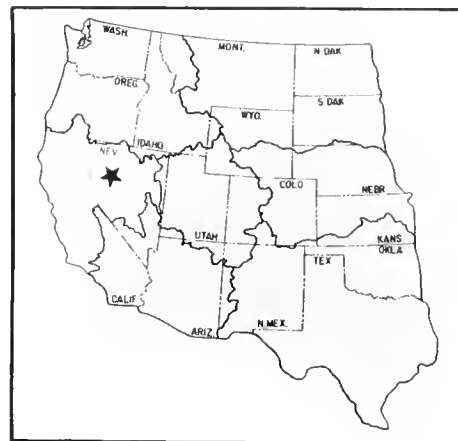 WASH.
MONT.
N DAK
OREG.
S DAK
WYO.
IDAHO
NEV
COLO
NEBR
UTAH
KANS
OKLA
TEX
CALIF.
ARIZ.
N. MEX.